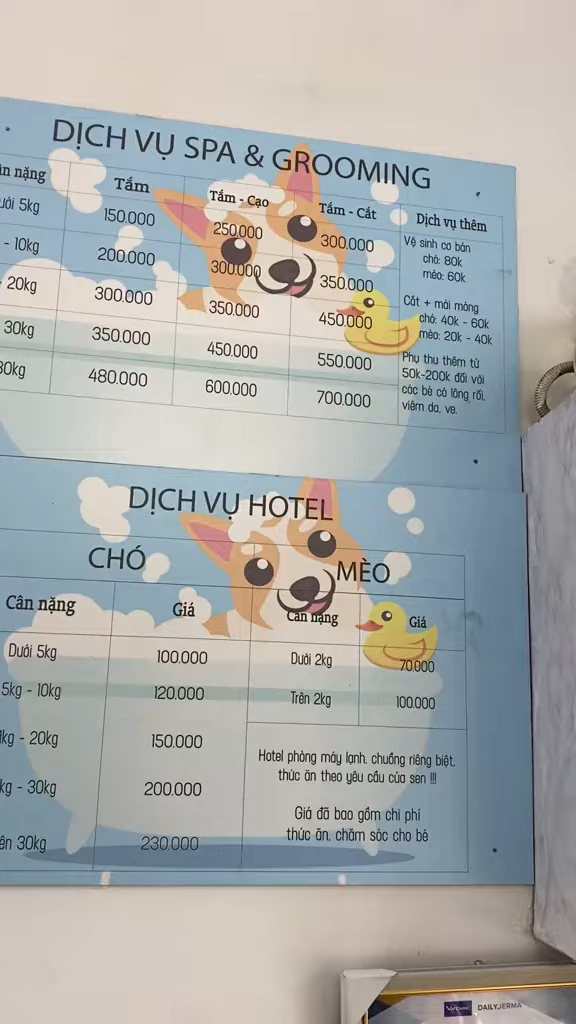 DỊCH VỤ SPA & GROOMING
nặng Tắm Tắm - Cạo Tắm - Cắt Dịch vụ thêm
5kg 150.000 250.000 300.000
- 10kg 200.000 300.000 350.000
20kg 300.000 350.000 450.000
30kg 350.000 450.000 550.000
30kg 480.000 600.000 700.000
Vệ sinh cơ bản
chó: 80k
mèo: 60k
Cắt + mài móng
chó: 40k - 60k
mèo: 20k - 40k
Phụ thu thêm từ
50k-200k đối với
các bé có lông rối,
viêm da, ve.
DỊCH VỤ HOTEL
CHÓ MÈO
Cân nặng Giá Cân nặng Giá
Dưới 5kg 100.000 Dưới 2kg 70.000
5kg - 10kg 120.000 Trên 2kg 100.000
kg - 20kg 150.000
kg - 30kg 200.000
30kg 230.000
Hotel phòng máy lạnh, chuồng riêng biệt,
thức ăn theo yêu cầu của sen !!!
Giá đã bao gồm chi phí
thức ăn, chăm sóc cho bé
Virbac DAILYDERMA